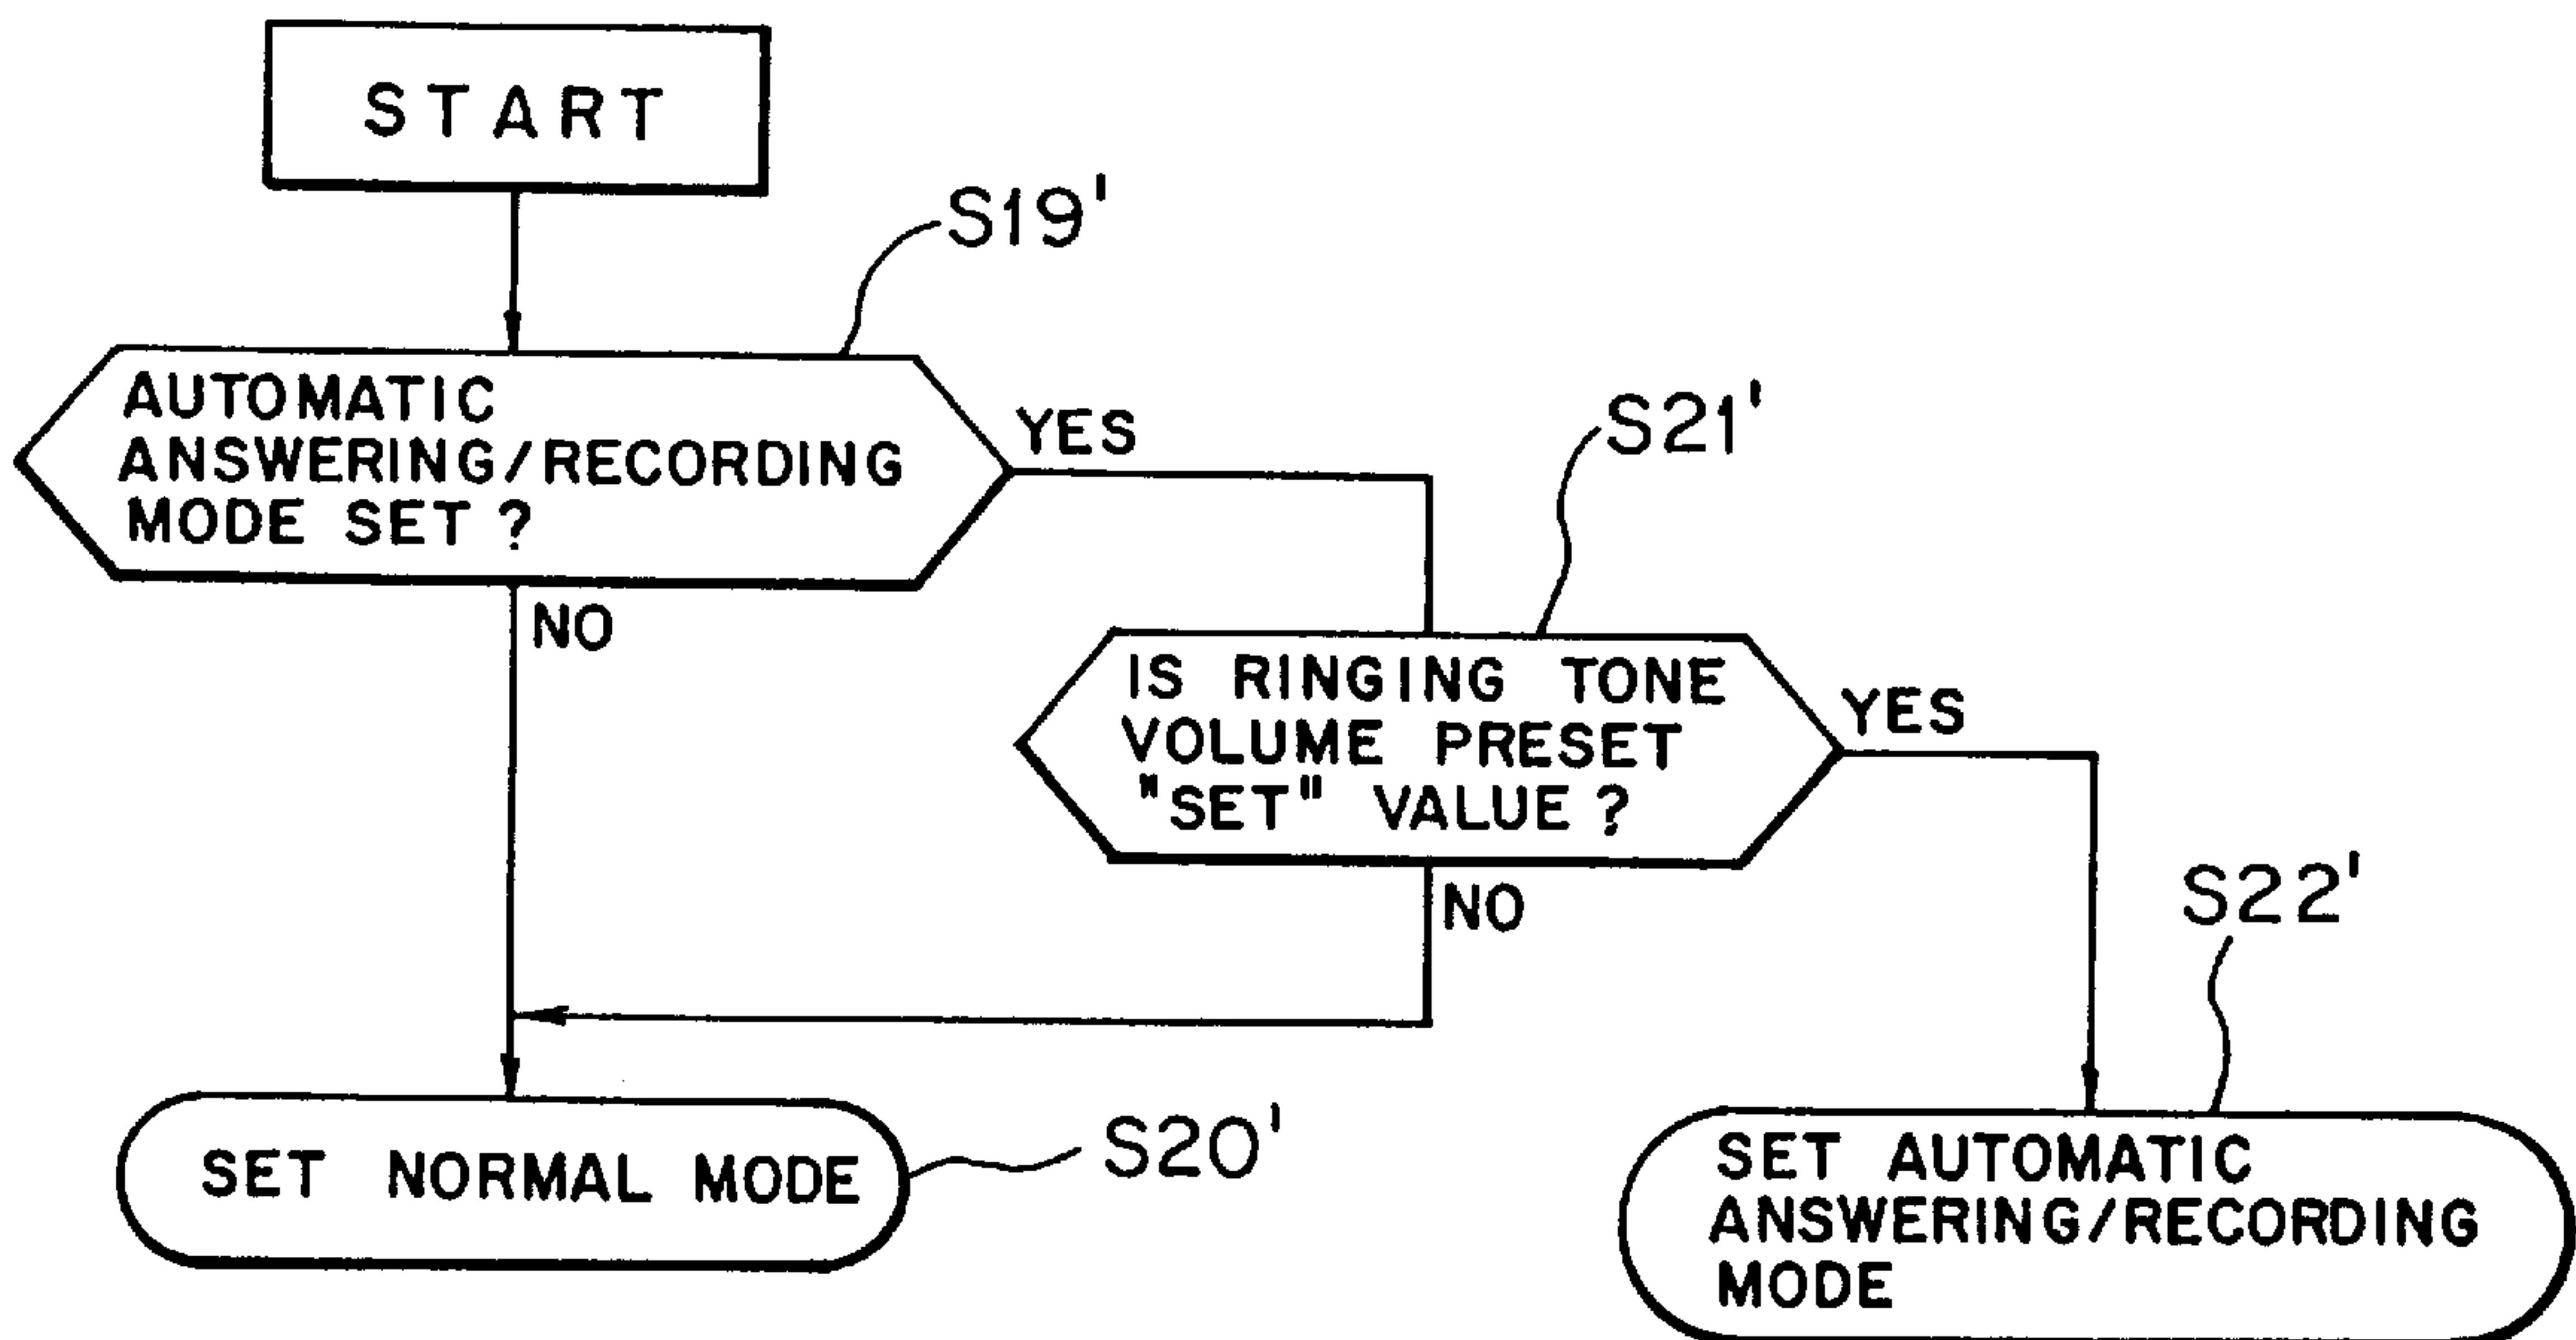 START
S19'
AUTOMATIC
ANSWERING/RECORDING
MODE SET ?
YES
NO
S21'
IS RINGING TONE
VOLUME PRESET
"SET" VALUE ?
YES
NO
S22'
SET NORMAL MODE
S20'
SET AUTOMATIC
ANSWERING/RECORDING
MODE